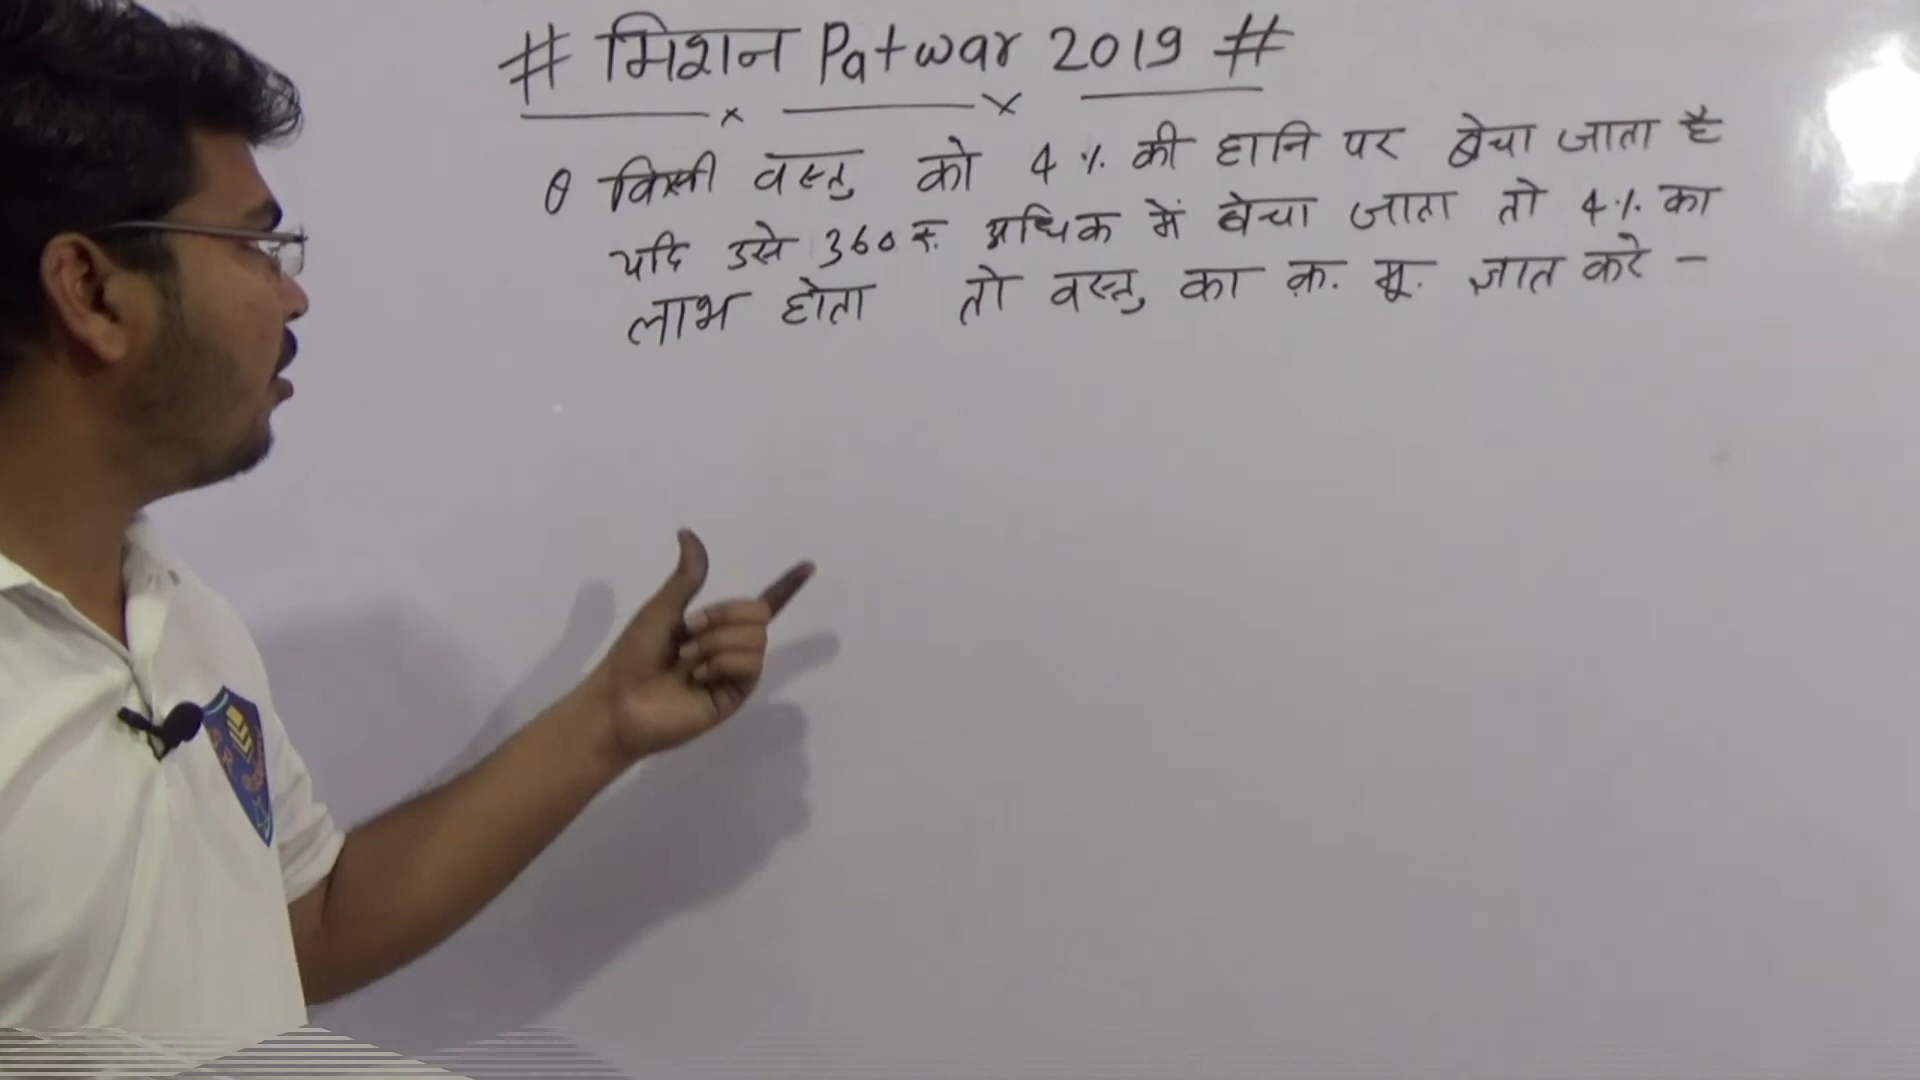 # मिशन Patwar 2019 #
θ किसी वस्तु को 4 % की हानि पर बेचा जाता है
यदि उसे 360 रु. अधिक में बेचा जाता तो 4% का
लाभ होता तो वस्तु का क्र. मू. ज्ञात करे -